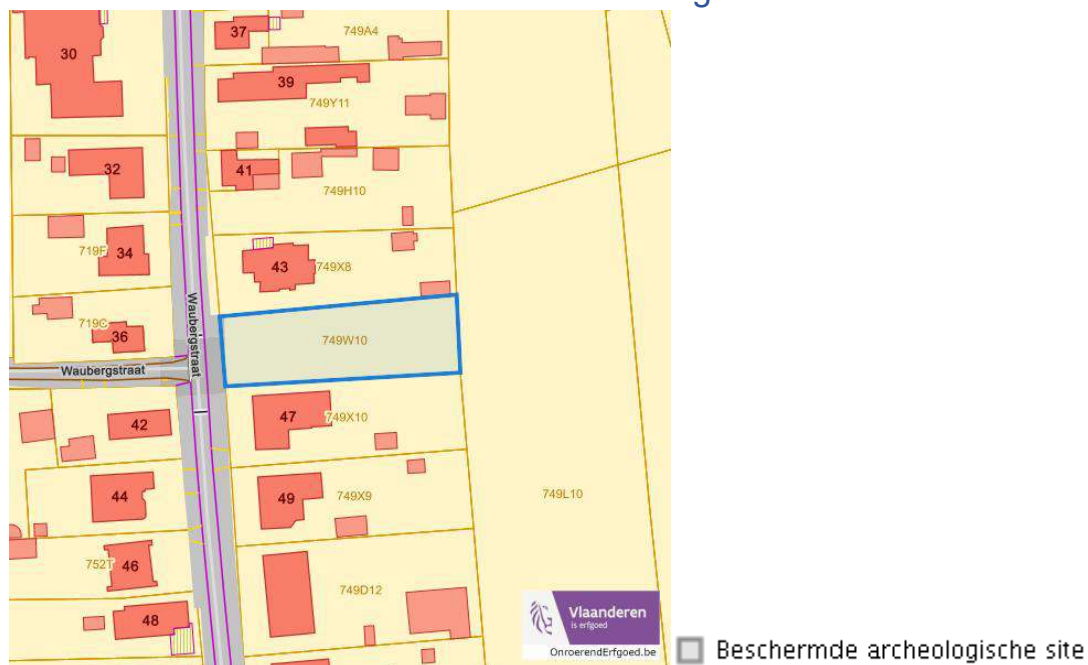 g
37
749A4
30
39
749Y11
32
41
749H10
719F
34
43
749X8
Waubergstraat
719C
36
749W10
Waubergstraat
42
47
749X10
44
49
749X9
749L10
752T
46
749D12
48
Vlaanderen
is erfgoed
OnroerendErfgoed.be
Beschermde archeologische site